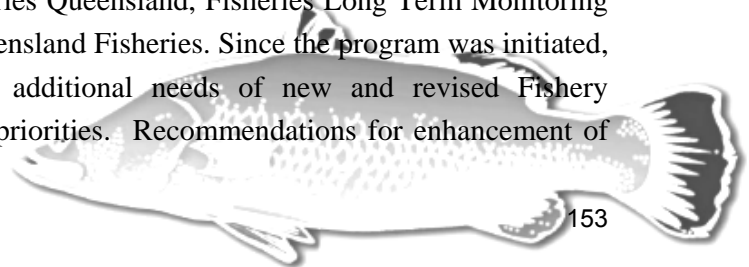 ries Queensland, Fisheries Long Term Monitoring
ensland Fisheries. Since the program was initiated,
additional needs of new and revised Fishery
priorities. Recommendations for enhancement of
153